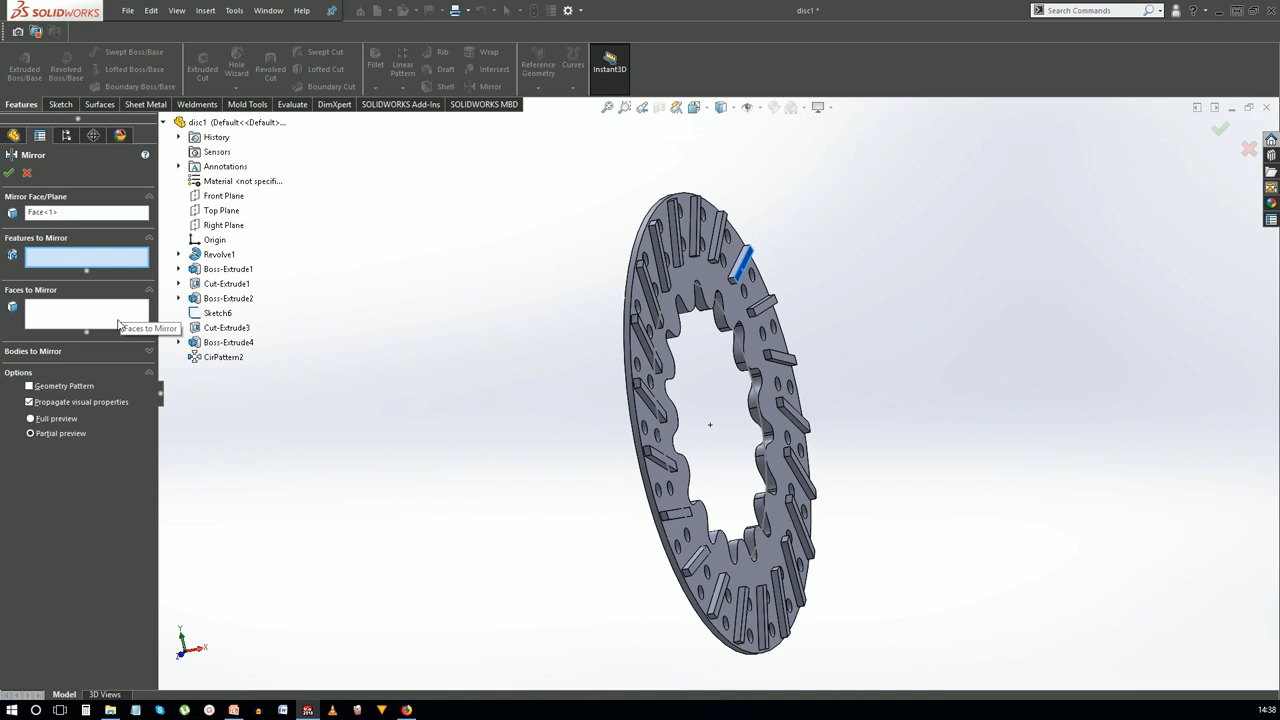 SOLIDWORKS
File Edit View Insert Tools Window Help
disc1 *
Search Commands
Extruded Boss/Base
Revolved Boss/Base
Swept Boss/Base
Lofted Boss/Base
Boundary Boss/Base
Extruded Cut
Hole Wizard
Revolved Cut
Swept Cut
Lofted Cut
Boundary Cut
Fillet
Linear Pattern
Rib
Draft
Shell
Wrap
Intersect
Mirror
Reference Geometry
Curves
Instant3D
Features Sketch Surfaces Sheet Metal Weldments Mold Tools Evaluate DimXpert SOLIDWORKS Add-Ins SOLIDWORKS MBD
Mirror
Mirror Face/Plane
Face<1>
Features to Mirror
Faces to Mirror
Faces to Mirror
Bodies to Mirror
Options
Geometry Pattern
Propagate visual properties
Full preview
Partial preview
disc1 (Default<<Default>...
History
Sensors
Annotations
Material <not specifi...
Front Plane
Top Plane
Right Plane
Origin
Revolve1
Boss-Extrude1
Cut-Extrude1
Boss-Extrude2
Sketch6
Cut-Extrude3
Boss-Extrude4
CirPattern2
Y
X
Z
Model 3D Views
14:38